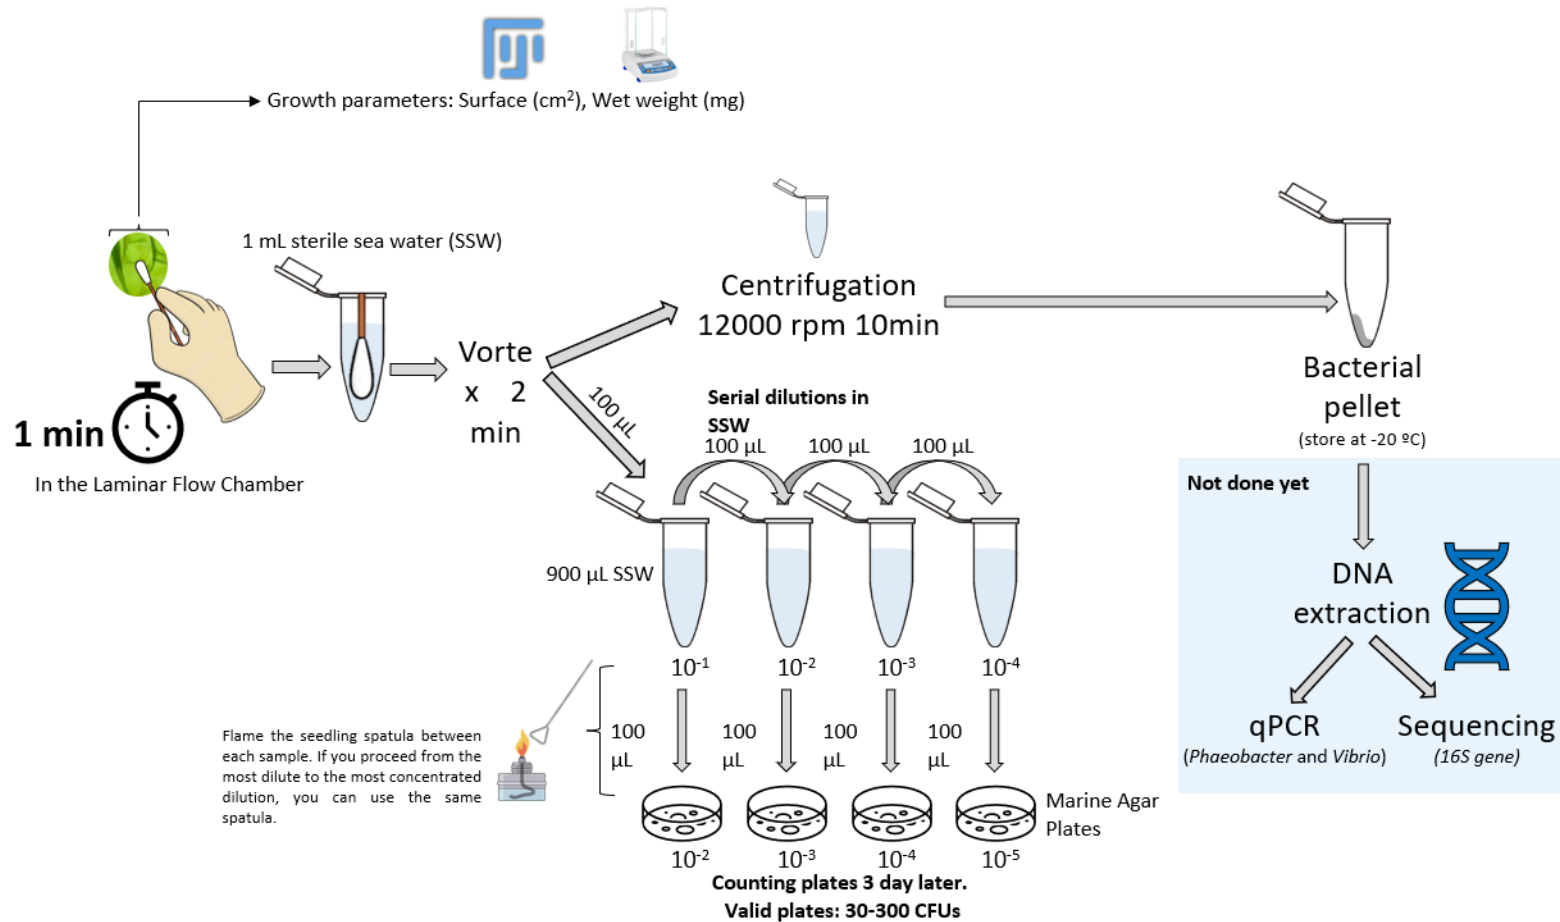 Growth parameters: Surface (cm²), Wet weight (mg)
1 mL sterile sea water (SSW)
1 min
In the Laminar Flow Chamber
Vorte
x 2
min
Centrifugation
12000 rpm 10min
Bacterial
pellet
(store at -20 ºC)
100 µL
Serial dilutions in
SSW
100 µL
100 µL
100 µL
900 µL SSW
10⁻¹
10⁻²
10⁻³
10⁻⁴
Flame the seedling spatula between
each sample. If you proceed from the
most dilute to the most concentrated
dilution, you can use the same
spatula.
100
µL
100
µL
100
µL
100
µL
Marine Agar
Plates
10⁻²
10⁻³
10⁻⁴
10⁻⁵
Counting plates 3 day later.
Valid plates: 30-300 CFUs
Not done yet
DNA
extraction
qPCR
(Phaeobacter and Vibrio)
Sequencing
(16S gene)